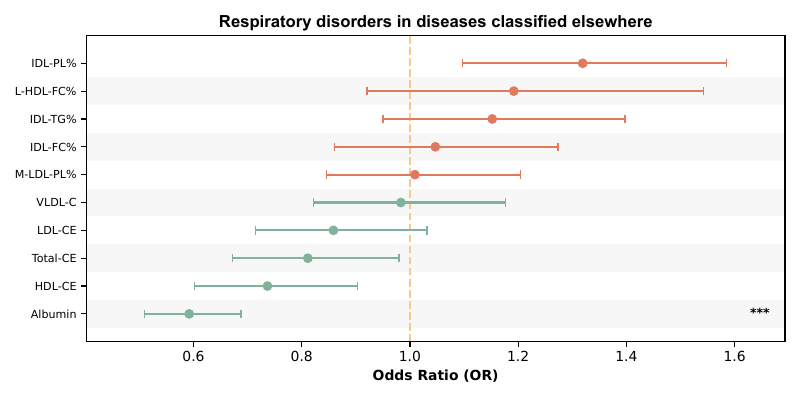 Respiratory disorders in diseases classified elsewhere
IDL-PL%
L-HDL-FC%
IDL-TG%
IDL-FC%
M-LDL-PL%
VLDL-C
LDL-CE
Total-CE
HDL-CE
Albumin ***
0.6 0.8 1.0 1.2 1.4 1.6
Odds Ratio (OR)